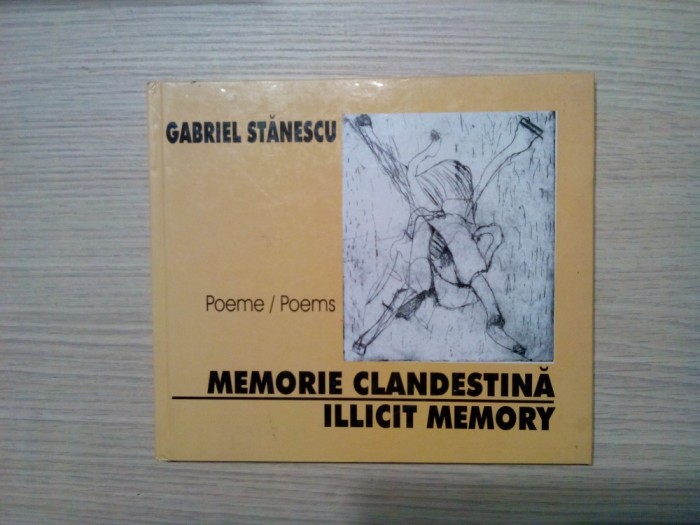 GABRIEL STĂNESCU
Poeme / Poems
MEMORIE CLANDESTINĂ
ILLICIT MEMORY